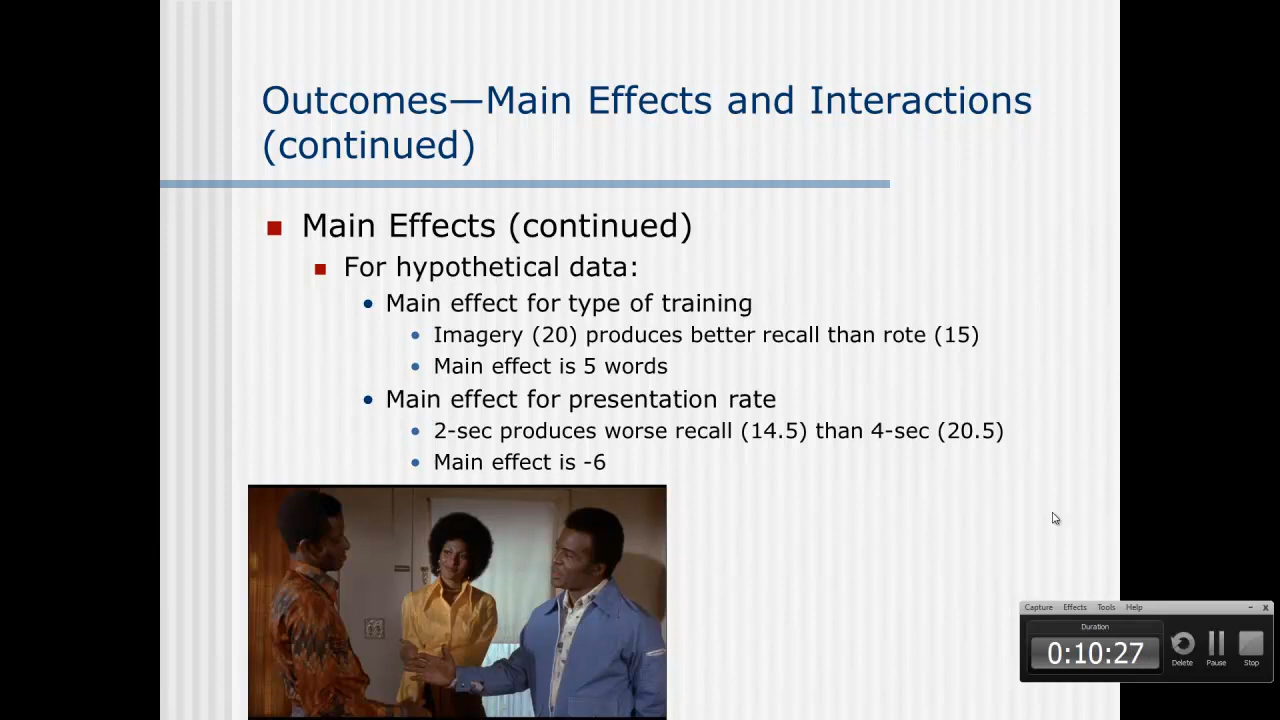 Outcomes—Main Effects and Interactions
(continued)
Main Effects (continued)
For hypothetical data:
Main effect for type of training
Imagery (20) produces better recall than rote (15)
Main effect is 5 words
Main effect for presentation rate
2-sec produces worse recall (14.5) than 4-sec (20.5)
Main effect is -6
Capture Effects Tools Help
Duration
0:10:27
Delete Pause Stop